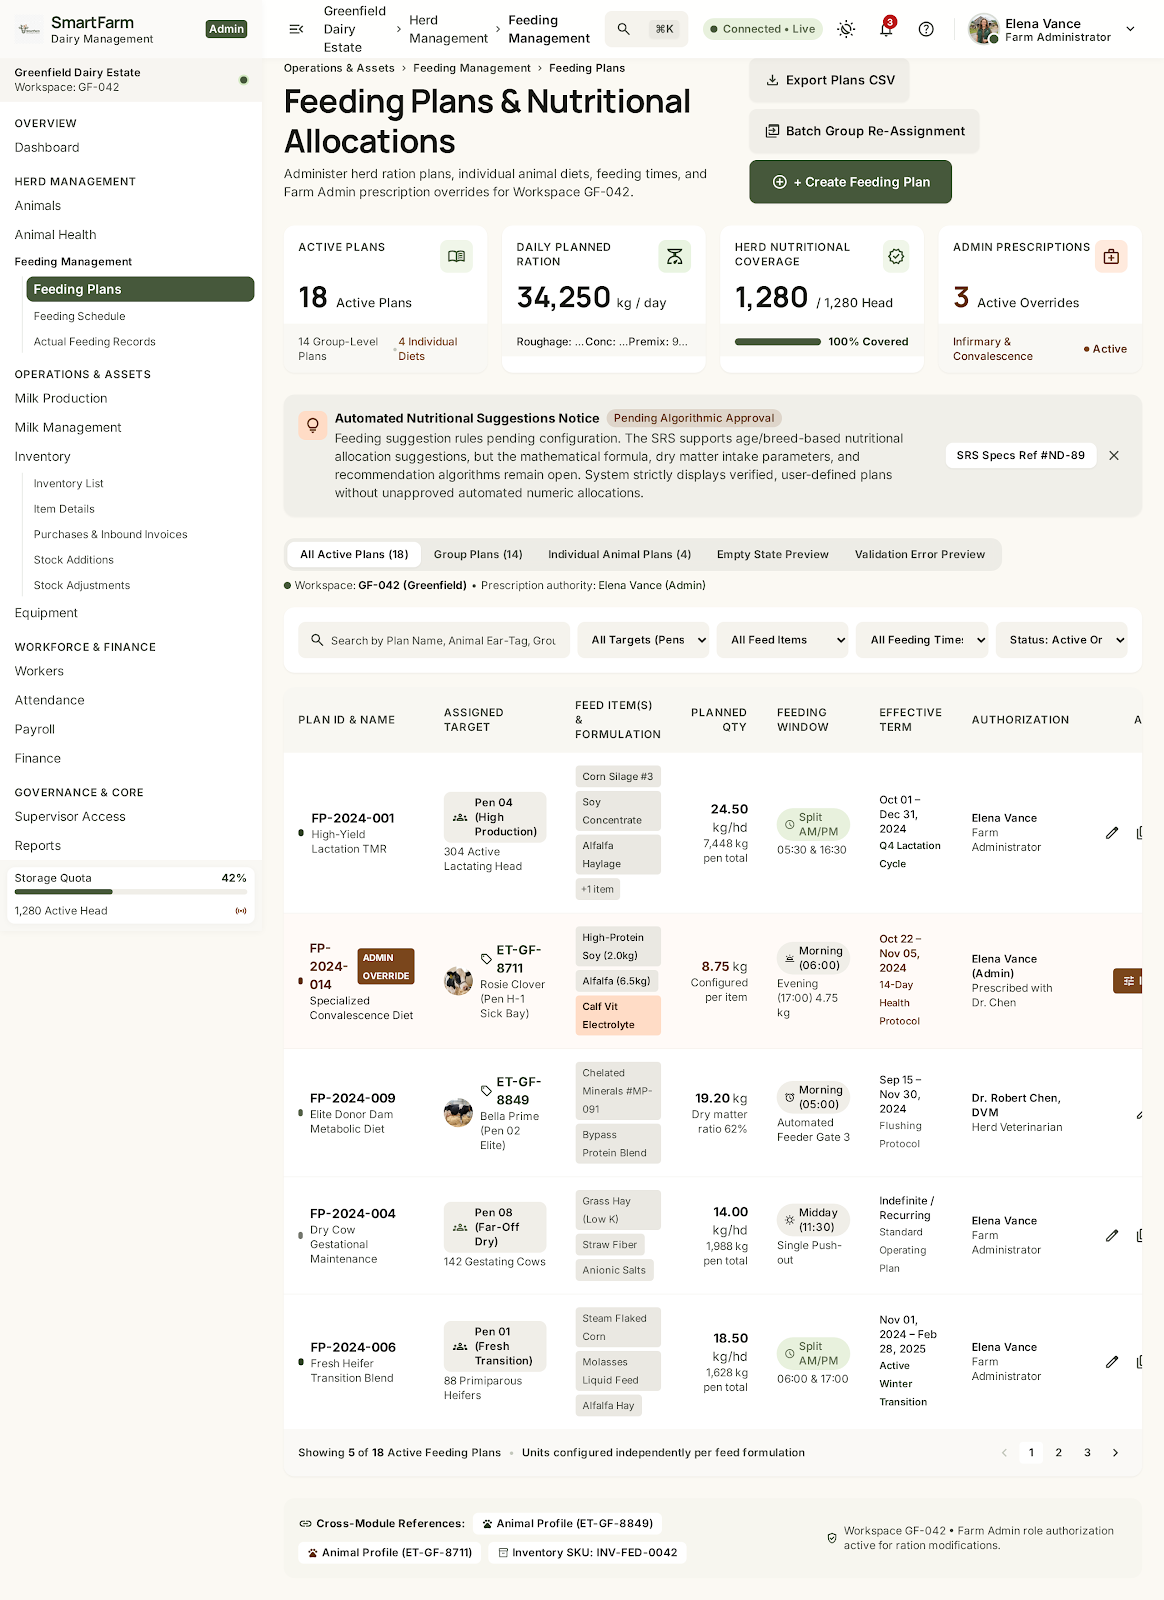 SmartFarm
Dairy Management
Admin
Greenfield Dairy Estate
Workspace: GF-042
OVERVIEW
Dashboard
HERD MANAGEMENT
Animals
Animal Health
Feeding Management
Feeding Plans
Feeding Schedule
Actual Feeding Records
OPERATIONS & ASSETS
Milk Production
Milk Management
Inventory
Inventory List
Item Details
Purchases & Inbound Invoices
Stock Additions
Stock Adjustments
Equipment
WORKFORCE & FINANCE
Workers
Attendance
Payroll
Finance
GOVERNANCE & CORE
Supervisor Access
Reports
Storage Quota 42%
1,280 Active Head
Greenfield
Dairy
Estate
›
Herd
Management
›
Feeding
Management
⌘K
Connected • Live
3
Elena Vance
Farm Administrator
Operations & Assets › Feeding Management › Feeding Plans
Feeding Plans & Nutritional
Allocations
Administer herd ration plans, individual animal diets, feeding times, and
Farm Admin prescription overrides for Workspace GF-042.
Export Plans CSV
Batch Group Re-Assignment
+ Create Feeding Plan
ACTIVE PLANS
18 Active Plans
14 Group-Level
Plans
•
4 Individual
Diets
DAILY PLANNED
RATION
34,250 kg / day
Roughage: ... Conc: ... Premix: 9...
HERD NUTRITIONAL
COVERAGE
1,280 / 1,280 Head
100% Covered
ADMIN PRESCRIPTIONS
3 Active Overrides
Infirmary &
Convalescence
• Active
Automated Nutritional Suggestions Notice Pending Algorithmic Approval
Feeding suggestion rules pending configuration. The SRS supports age/breed-based nutritional
allocation suggestions, but the mathematical formula, dry matter intake parameters, and
recommendation algorithms remain open. System strictly displays verified, user-defined plans
without unapproved automated numeric allocations.
SRS Specs Ref #ND-89
All Active Plans (18) Group Plans (14) Individual Animal Plans (4) Empty State Preview Validation Error Preview
Workspace: GF-042 (Greenfield) • Prescription authority: Elena Vance (Admin)
Search by Plan Name, Animal Ear-Tag, Grou
All Targets (Pens
All Feed Items
All Feeding Times
Status: Active Or
PLAN ID & NAME
ASSIGNED
TARGET
FEED ITEM(S)
&
FORMULATION
PLANNED
QTY
FEEDING
WINDOW
EFFECTIVE
TERM
AUTHORIZATION
A
FP-2024-001
High-Yield
Lactation TMR
Pen 04
(High
Production)
304 Active
Lactating Head
Corn Silage #3
Soy
Concentrate
Alfalfa
Haylage
+1 item
24.50
kg/hd
7,448 kg
pen total
Split
AM/PM
05:30 & 16:30
Oct 01 –
Dec 31,
2024
Q4 Lactation
Cycle
Elena Vance
Farm
Administrator
FP-
2024-
014
ADMIN
OVERRIDE
Specialized
Convalescence Diet
ET-GF-
8711
Rosie Clover
(Pen H-1
Sick Bay)
High-Protein
Soy (2.0kg)
Alfalfa (6.5kg)
Calf Vit
Electrolyte
8.75 kg
Configured
per item
Morning
(06:00)
Evening
(17:00) 4.75
kg
Oct 22 –
Nov 05,
2024
14-Day
Health
Protocol
Elena Vance
(Admin)
Prescribed with
Dr. Chen
FP-2024-009
Elite Donor Dam
Metabolic Diet
ET-GF-
8849
Bella Prime
(Pen 02
Elite)
Chelated
Minerals #MP-
091
Bypass
Protein Blend
19.20 kg
Dry matter
ratio 62%
Morning
(05:00)
Automated
Feeder Gate 3
Sep 15 –
Nov 30,
2024
Flushing
Protocol
Dr. Robert Chen,
DVM
Herd Veterinarian
FP-2024-004
Dry Cow
Gestational
Maintenance
Pen 08
(Far-Off
Dry)
142 Gestating Cows
Grass Hay
(Low K)
Straw Fiber
Anionic Salts
14.00
kg/hd
1,988 kg
pen total
Midday
(11:30)
Single Push-
out
Indefinite /
Recurring
Standard
Operating
Plan
Elena Vance
Farm
Administrator
FP-2024-006
Fresh Heifer
Transition Blend
Pen 01
(Fresh
Transition)
88 Primiparous
Heifers
Steam Flaked
Corn
Molasses
Liquid Feed
Alfalfa Hay
18.50
kg/hd
1,628 kg
pen total
Split
AM/PM
06:00 & 17:00
Nov 01,
2024 – Feb
28, 2025
Active
Winter
Transition
Elena Vance
Farm
Administrator
Showing 5 of 18 Active Feeding Plans • Units configured independently per feed formulation
‹ 1 2 3 ›
Cross-Module References: Animal Profile (ET-GF-8849)
Animal Profile (ET-GF-8711) Inventory SKU: INV-FED-0042
Workspace GF-042 • Farm Admin role authorization
active for ration modifications.